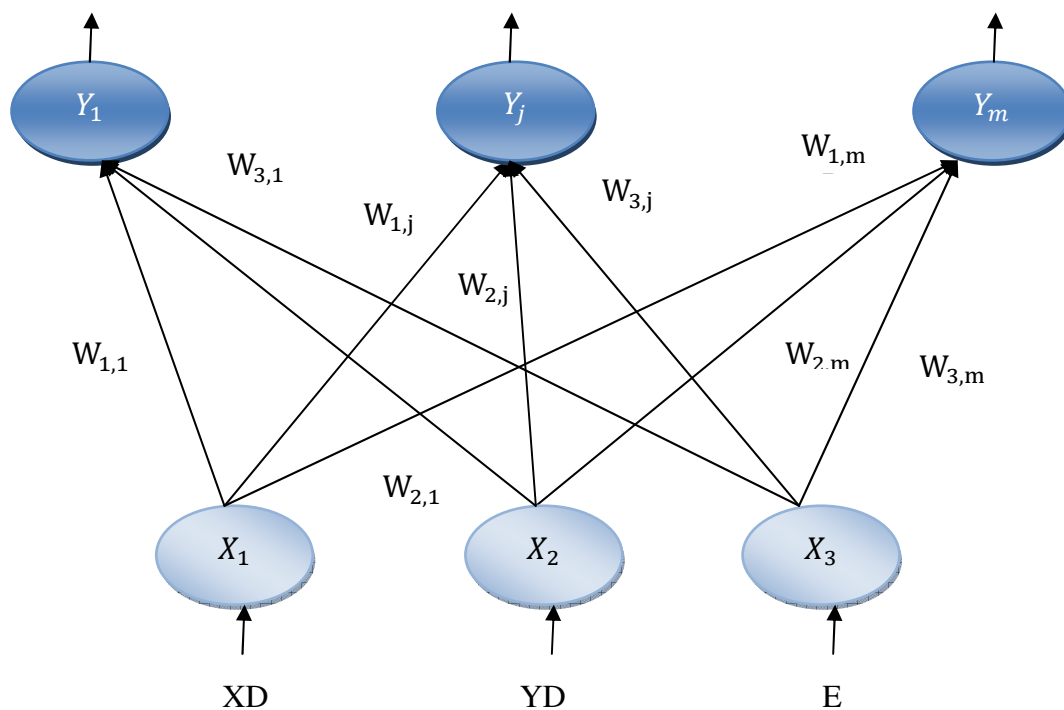 Y₁ Yⱼ Yₘ
W₃,₁ W₁,ⱼ W₃,ⱼ W₁,ₘ
W₂,ⱼ
W₁,₁ W₂,ₘ W₃,ₘ
W₂,₁
X₁ X₂ X₃
XD YD E